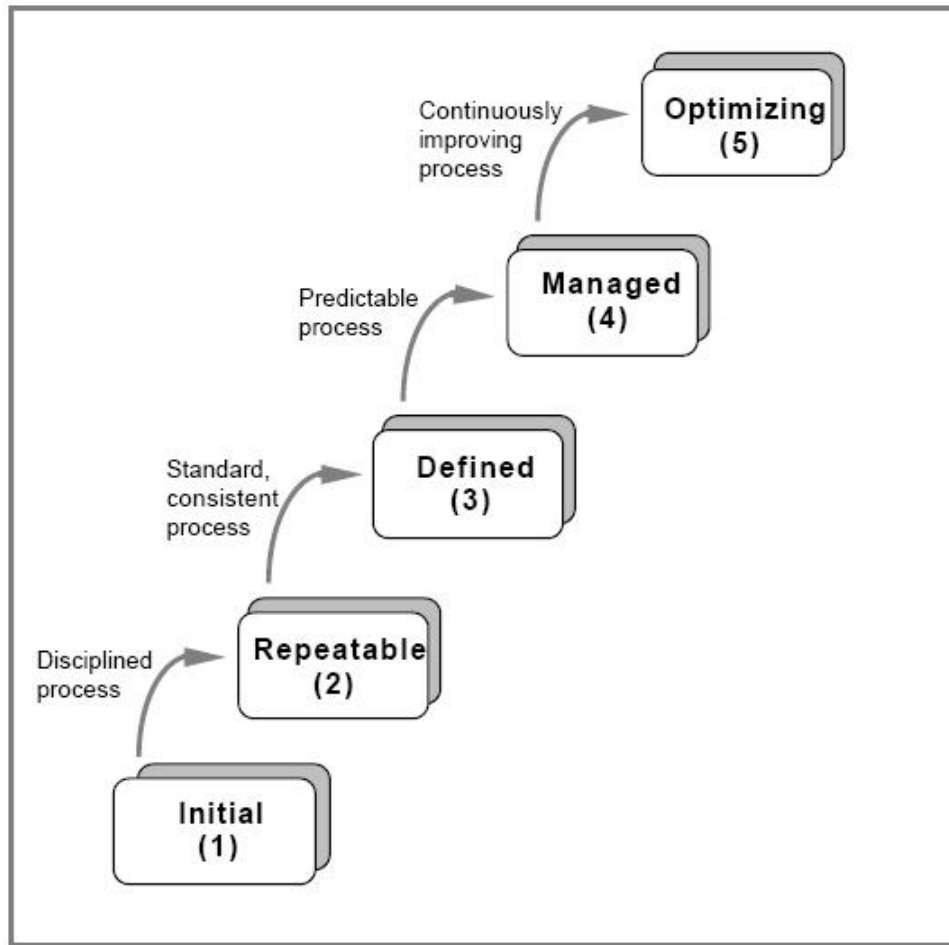 Optimizing
(5)
Continuously
improving
process
Managed
(4)
Predictable
process
Defined
(3)
Standard,
consistent
process
Repeatable
(2)
Disciplined
process
Initial
(1)